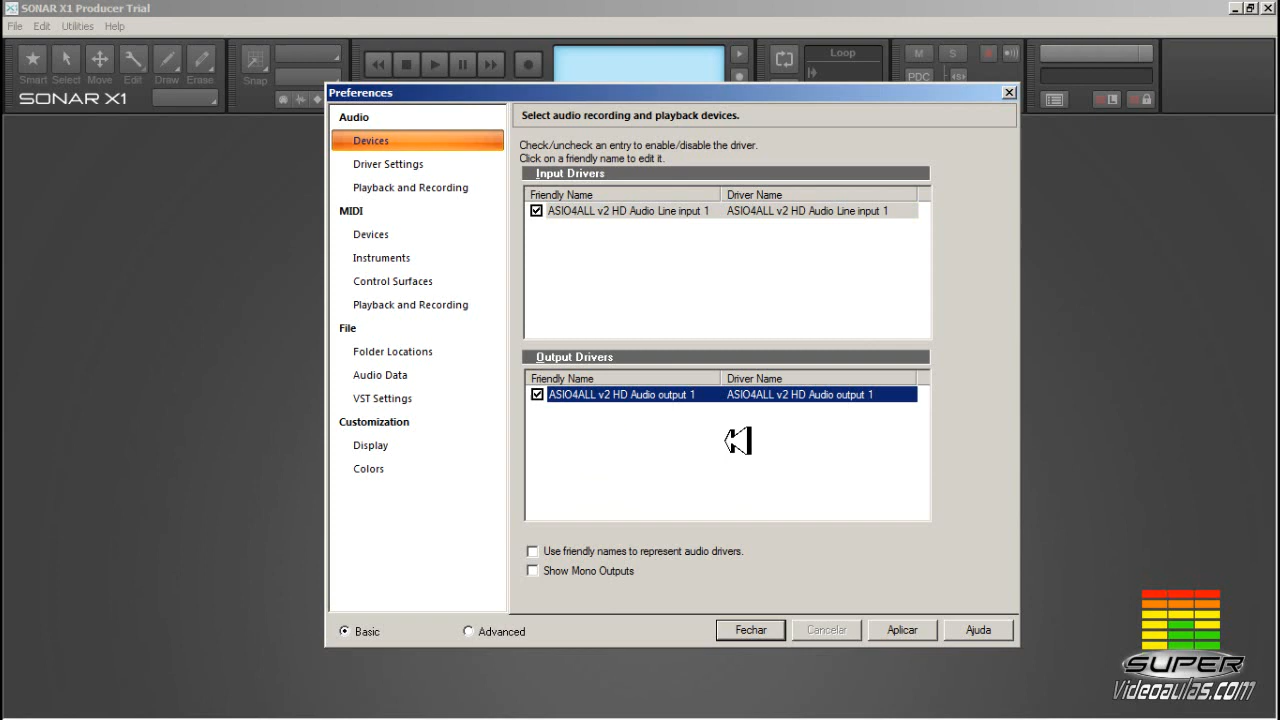 SONAR X1 Producer Trial
File Edit Utilities Help
Smart Select Move Edit Draw Erase
Snap
Loop
M S
PDC
L
SONAR X1
Preferences
Audio
Devices
Driver Settings
Playback and Recording
MIDI
Devices
Instruments
Control Surfaces
Playback and Recording
File
Folder Locations
Audio Data
VST Settings
Customization
Display
Colors
Basic Advanced
Select audio recording and playback devices.
Check/uncheck an entry to enable/disable the driver.
Click on a friendly name to edit it.
Input Drivers
Friendly Name Driver Name
ASIO4ALL v2 HD Audio Line input 1 ASIO4ALL v2 HD Audio Line input 1
Output Drivers
Friendly Name Driver Name
ASIO4ALL v2 HD Audio output 1 ASIO4ALL v2 HD Audio output 1
Use friendly names to represent audio drivers.
Show Mono Outputs
Fechar Cancelar Aplicar Ajuda
SUPER
Videoaulas.com